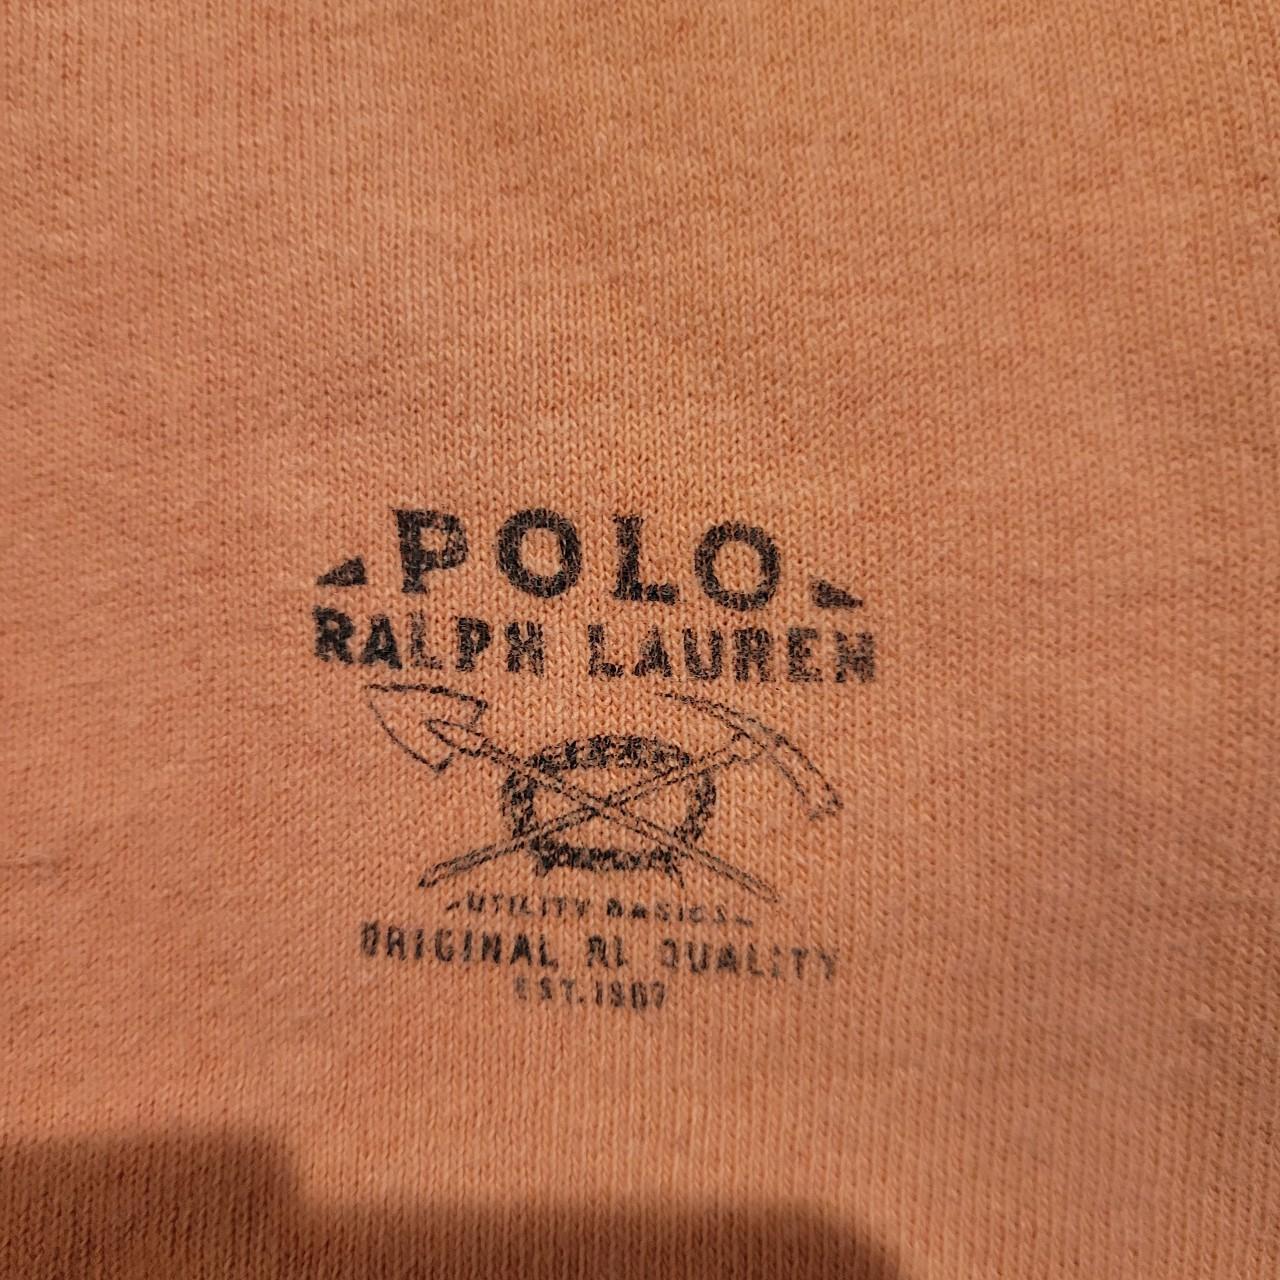 POLO
RALPH LAUREN
UTILITY BASICS
ORIGINAL RL QUALITY
EST. 1967